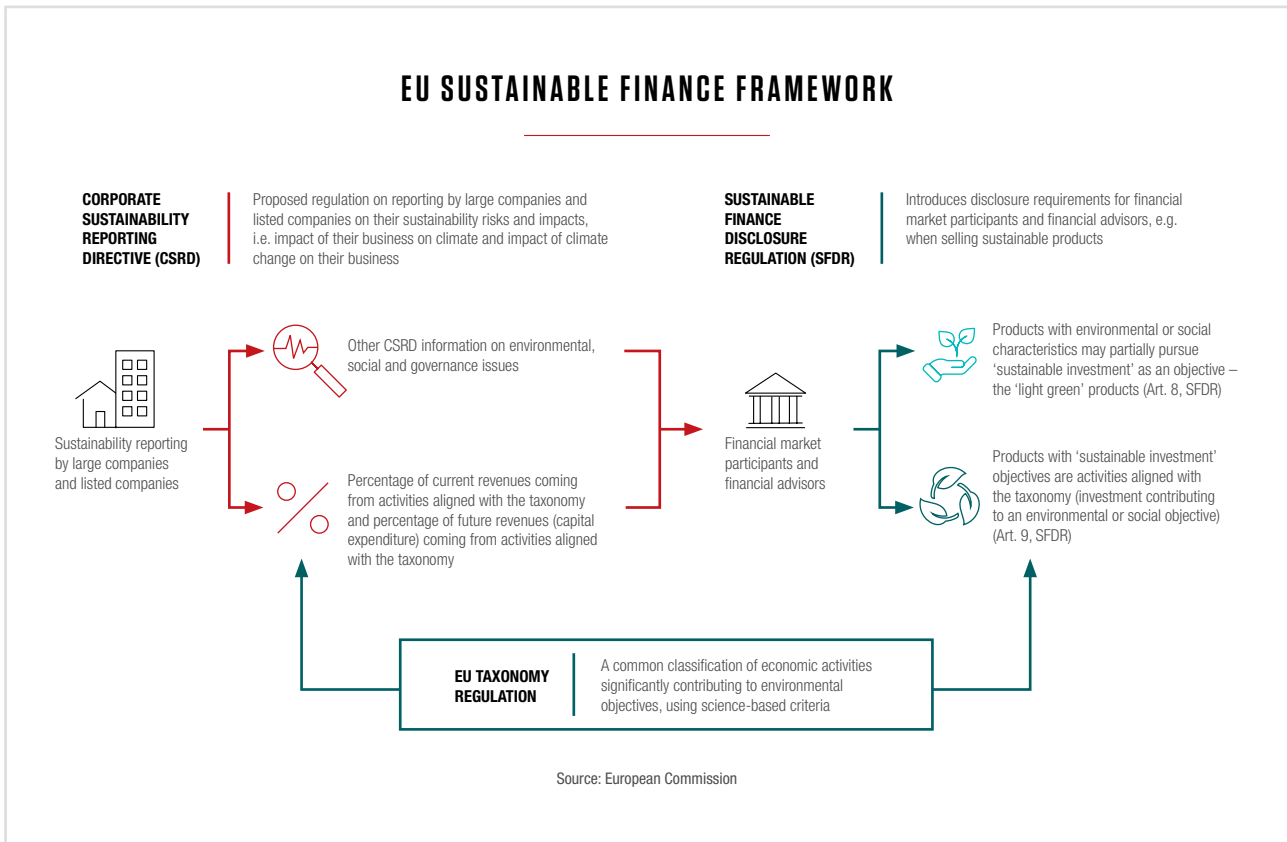 EU SUSTAINABLE FINANCE FRAMEWORK
CORPORATE
SUSTAINABILITY
REPORTING
DIRECTIVE (CSRD)
Proposed regulation on reporting by large companies and
listed companies on their sustainability risks and impacts,
i.e. impact of their business on climate and impact of climate
change on their business
SUSTAINABLE
FINANCE
DISCLOSURE
REGULATION (SFDR)
Introduces disclosure requirements for financial
market participants and financial advisors, e.g.
when selling sustainable products
Sustainability reporting
by large companies
and listed companies
Other CSRD information on environmental,
social and governance issues
Percentage of current revenues coming
from activities aligned with the taxonomy
and percentage of future revenues (capital
expenditure) coming from activities aligned
with the taxonomy
Financial market
participants and
financial advisors
Products with environmental or social
characteristics may partially pursue
‘sustainable investment’ as an objective –
the ‘light green’ products (Art. 8, SFDR)
Products with ‘sustainable investment’
objectives are activities aligned with
the taxonomy (investment contributing
to an environmental or social objective)
(Art. 9, SFDR)
EU TAXONOMY
REGULATION
A common classification of economic activities
significantly contributing to environmental
objectives, using science-based criteria
Source: European Commission